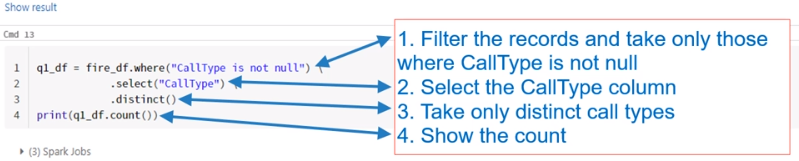 Show result
Cmd 13
1 q1_df = fire_df.where("CallType is not null") \
2 .select("CallType") \
3 .distinct()
4 print(q1_df.count())
(3) Spark Jobs
1. Filter the records and take only those
where CallType is not null
2. Select the CallType column
3. Take only distinct call types
4. Show the count